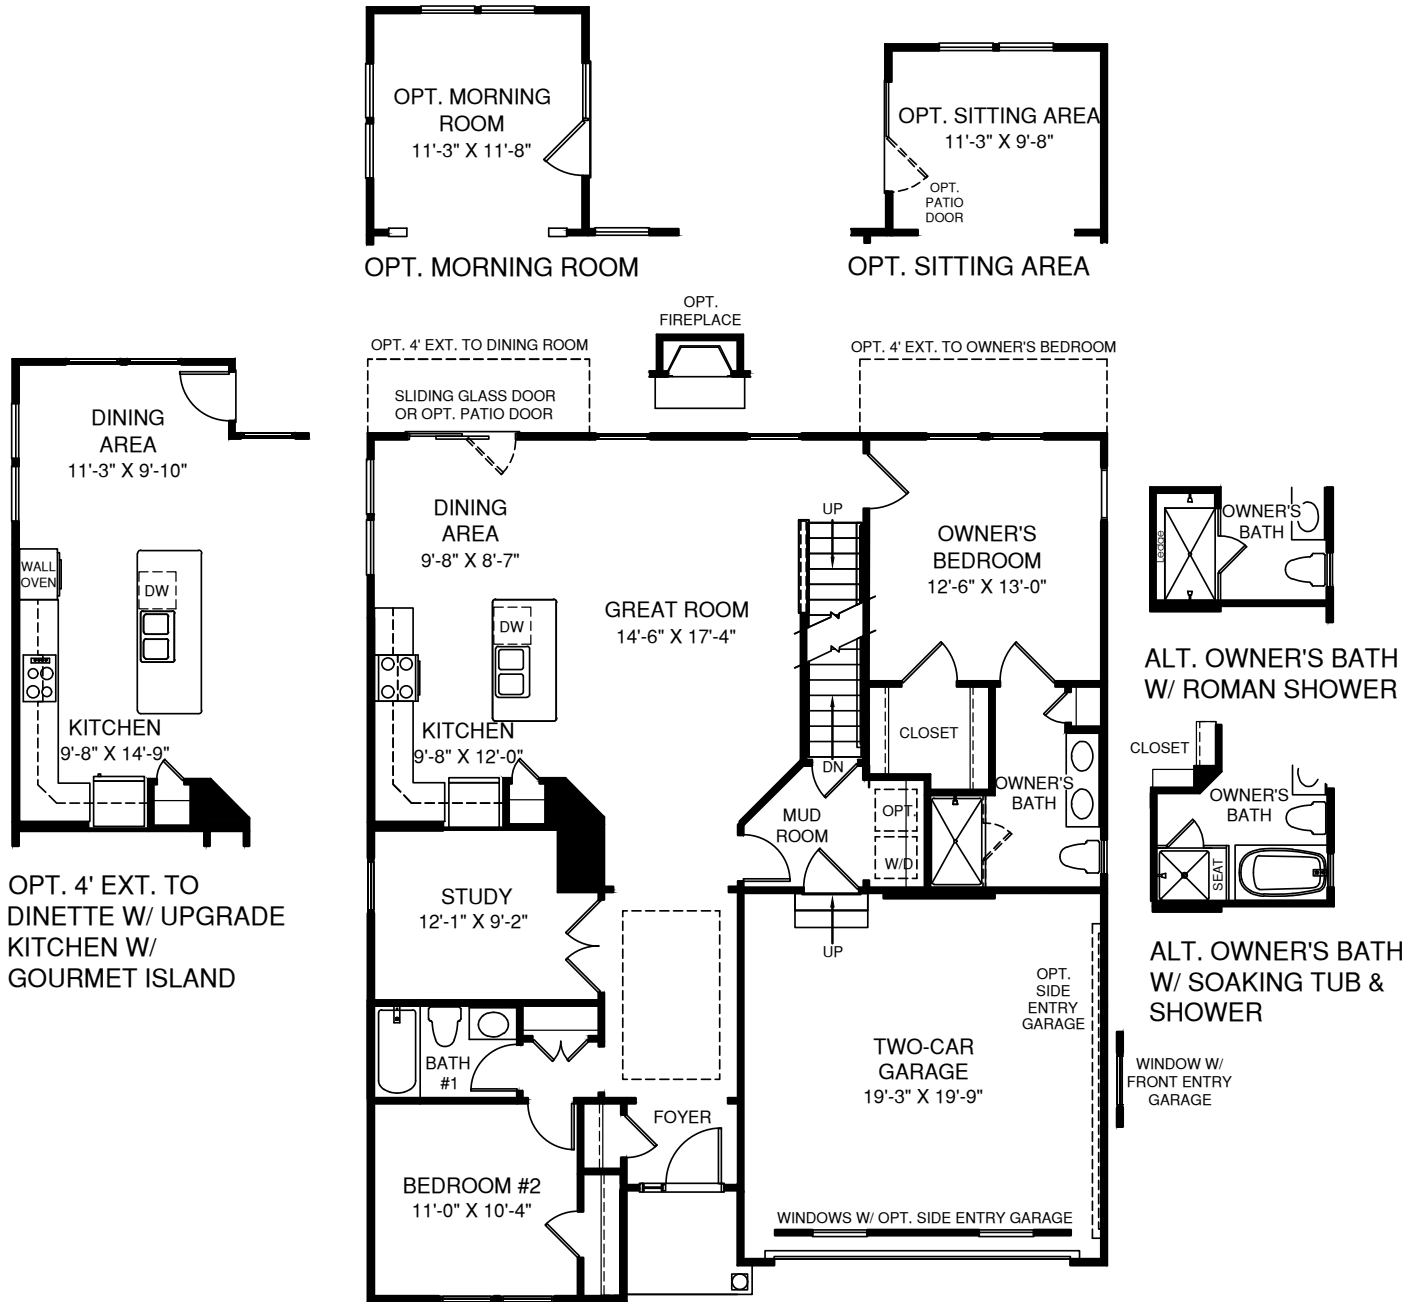 OPT. MORNING
ROOM
11'-3" X 11'-8"
OPT. MORNING ROOM
OPT. SITTING AREA
11'-3" X 9'-8"
OPT.
PATIO
DOOR
OPT. SITTING AREA
OPT.
FIREPLACE
OPT. 4' EXT. TO DINING ROOM
OPT. 4' EXT. TO OWNER'S BEDROOM
SLIDING GLASS DOOR
OR OPT. PATIO DOOR
DINING
AREA
11'-3" X 9'-10"
WALL
OVEN
DW
KITCHEN
9'-8" X 14'-9"
OPT. 4' EXT. TO
DINETTE W/ UPGRADE
KITCHEN W/
GOURMET ISLAND
DINING
AREA
9'-8" X 8'-7"
DW
KITCHEN
9'-8" X 12'-0"
GREAT ROOM
14'-6" X 17'-4"
UP
DN
OWNER'S
BEDROOM
12'-6" X 13'-0"
CLOSET
OWNER'S
BATH
MUD
ROOM
OPT.
W/D
UP
STUDY
12'-1" X 9'-2"
BATH
#1
FOYER
BEDROOM #2
11'-0" X 10'-4"
TWO-CAR
GARAGE
19'-3" X 19'-9"
OPT.
SIDE
ENTRY
GARAGE
WINDOWS W/ OPT. SIDE ENTRY GARAGE
WINDOW W/
FRONT ENTRY
GARAGE
Ledge
OWNER'S
BATH
ALT. OWNER'S BATH
W/ ROMAN SHOWER
CLOSET
OWNER'S
BATH
SEAT
ALT. OWNER'S BATH
W/ SOAKING TUB &
SHOWER